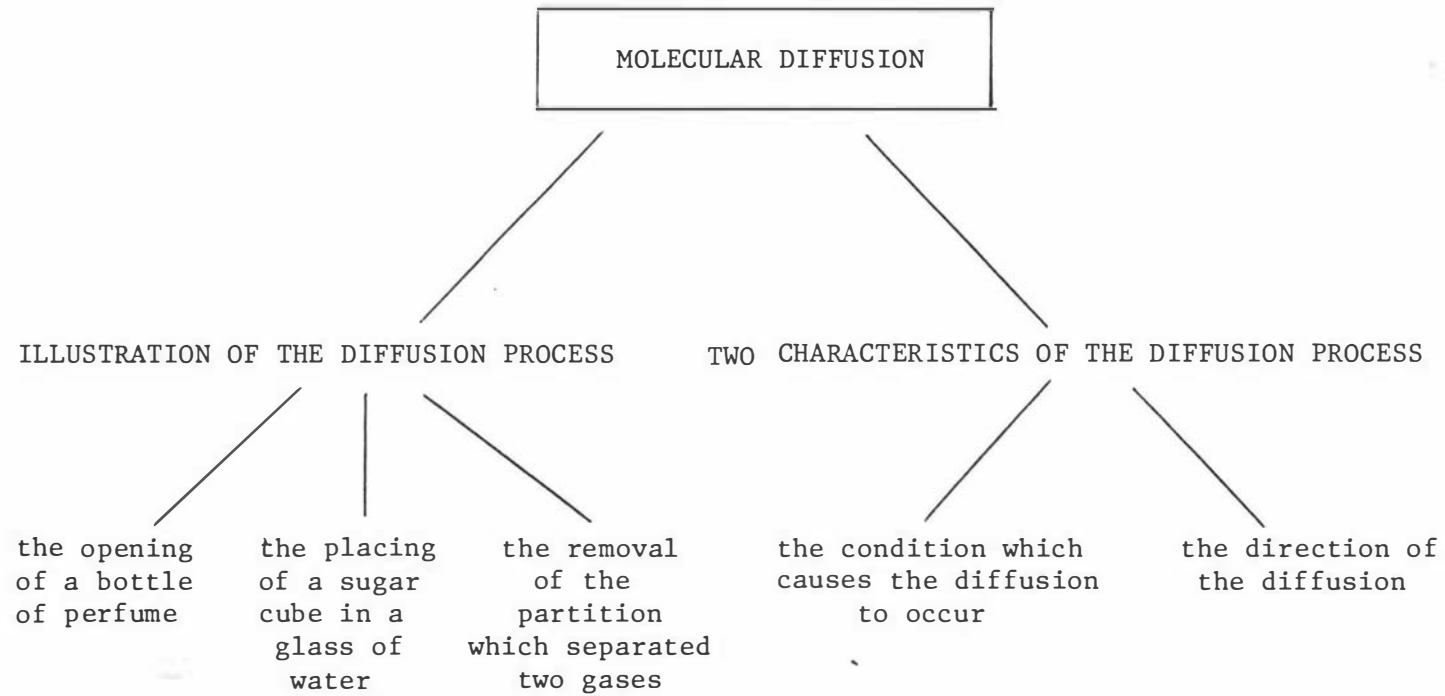 MOLECULAR DIFFUSION
ILLUSTRATION OF THE DIFFUSION PROCESS
TWO CHARACTERISTICS OF THE DIFFUSION PROCESS
the opening
of a bottle
of perfume
the placing
of a sugar
cube in a
glass of
water
the removal
of the
partition
which separated
two gases
the condition which
causes the diffusion
to occur
the direction of
the diffusion